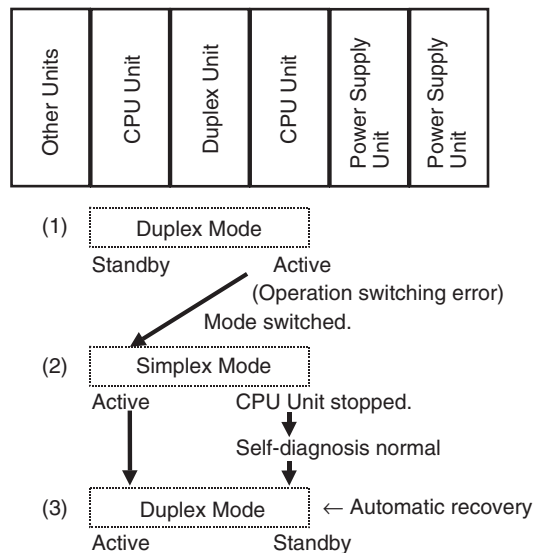 Other Units
CPU Unit
Duplex Unit
CPU Unit
Power Supply
Unit
Power Supply
Unit
(1) Duplex Mode
Standby Active
(Operation switching error)
Mode switched.
(2) Simplex Mode
Active CPU Unit stopped.
Self-diagnosis normal
(3) Duplex Mode ← Automatic recovery
Active Standby